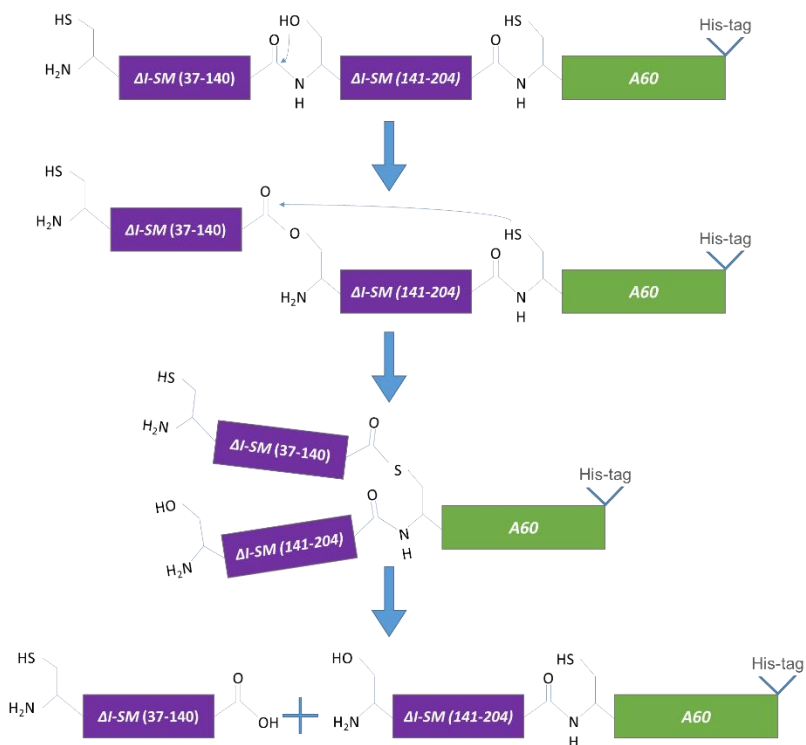 HS HO HS His-tag
O O
H₂N ΔI-SM (37-140) N H ΔI-SM (141-204) N H A60
HS
O
H₂N ΔI-SM (37-140) O HS His-tag
O
H₂N ΔI-SM (141-204) N H A60
HS
O
H₂N ΔI-SM (37-140) S His-tag
HO O
H₂N ΔI-SM (141-204) N H A60
HS HO HS His-tag
O O
H₂N ΔI-SM (37-140) OH + H₂N ΔI-SM (141-204) N H A60